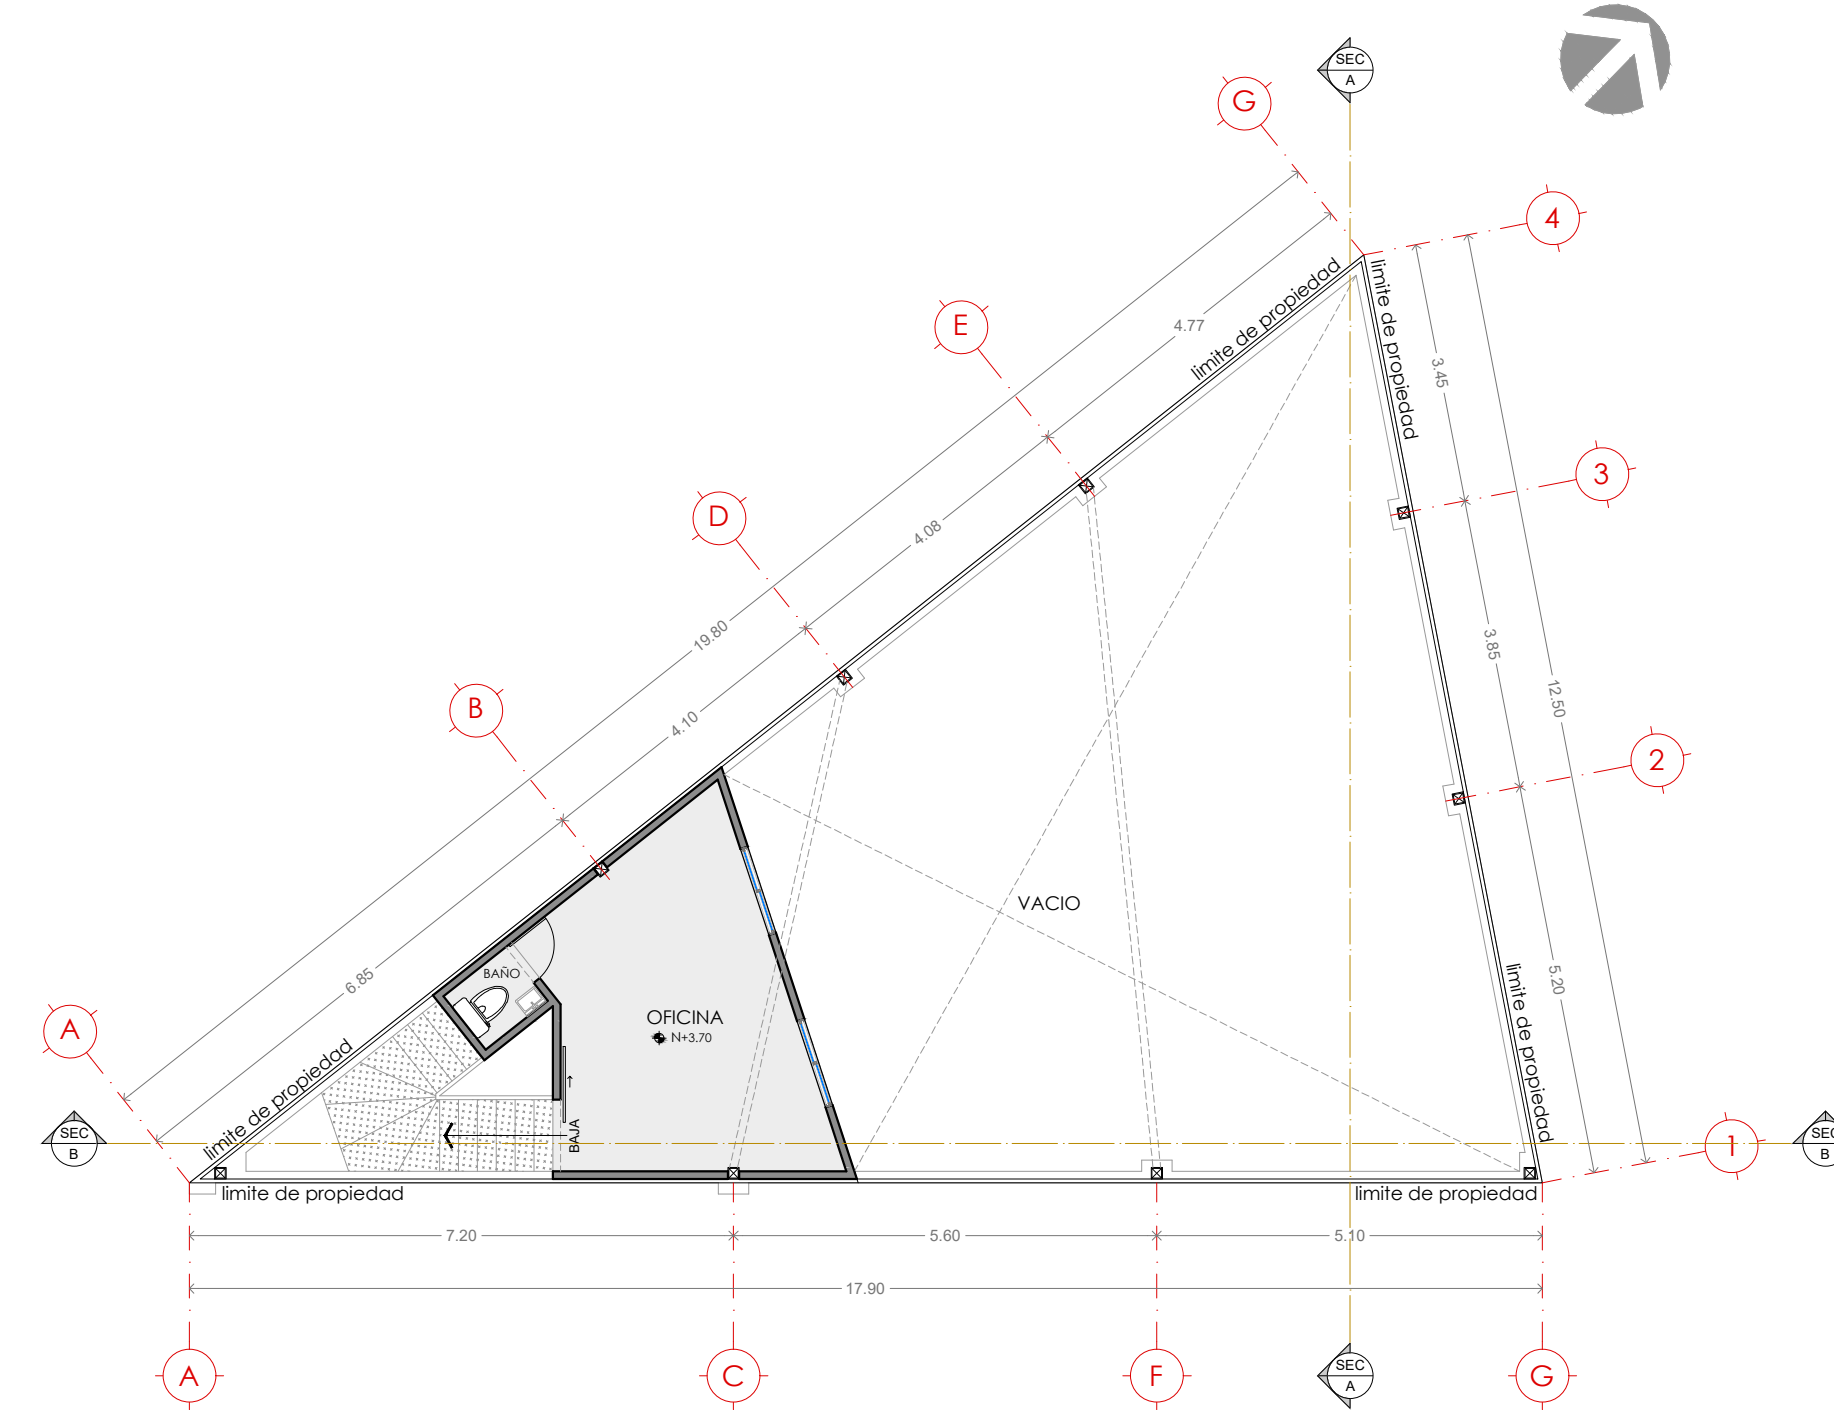 SEC
A
G
4
limite de propiedad
limite de propiedad
4.77
E
3.45
3
D
4.08
19.80
3.85
12.50
B
4.10
2
VACIO
6.85
BAÑO
5.20
limite de propiedad
OFICINA
N+3.70
A
limite de propiedad
BAJA
SEC
B
1
SEC
B
limite de propiedad
limite de propiedad
7.20
5.60
5.10
17.90
A
C
F
SEC
A
G